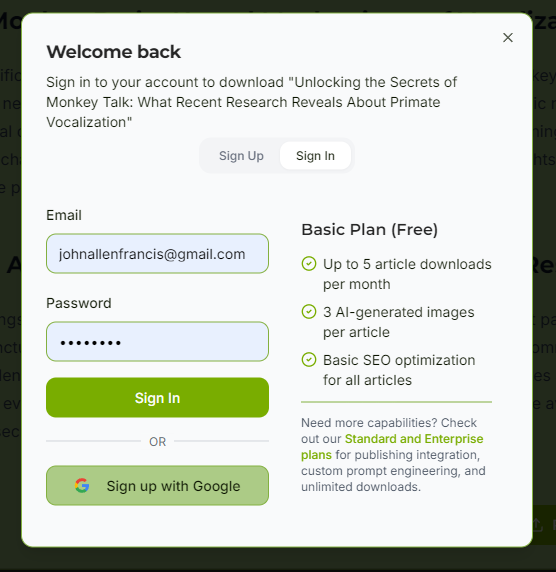 Welcome back
Sign in to your account to download "Unlocking the Secrets of
Monkey Talk: What Recent Research Reveals About Primate
Vocalization"
Sign Up
Sign In
Email
johnallenfrancis@gmail.com
Password
••••••••
Sign In
OR
Sign up with Google
Basic Plan (Free)
Up to 5 article downloads
per month
3 AI-generated images
per article
Basic SEO optimization
for all articles
Need more capabilities? Check
out our Standard and Enterprise
plans for publishing integration,
custom prompt engineering, and
unlimited downloads.